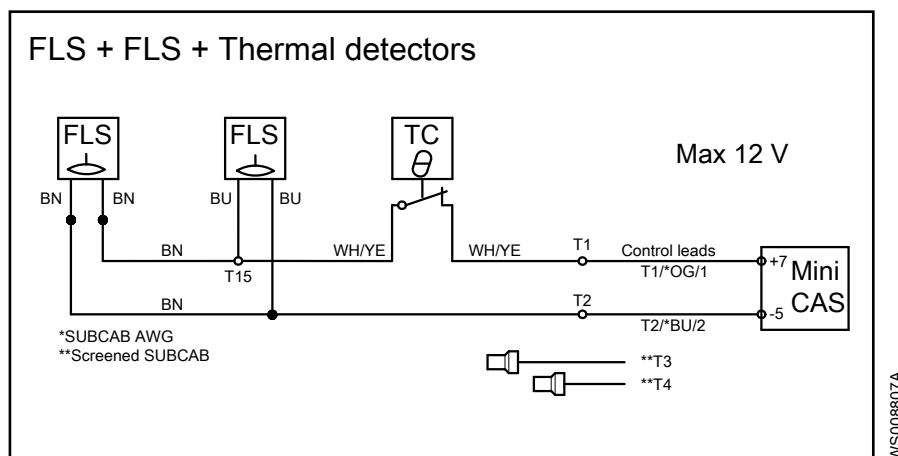 FLS + FLS + Thermal detectors
FLS
FLS
TC
Max 12 V
BN
BN
BU
BU
BN
WH/YE
WH/YE
T1
Control leads
T15
T1/*OG/1
+7
Mini
CAS
BN
T2
-5
T2/*BU/2
*SUBCAB AWG
**Screened SUBCAB
**T3
**T4
WS008807A